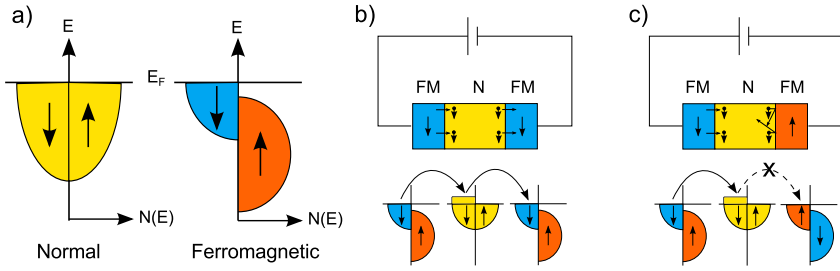 a)
E
E
E_F
N(E)
Normal
Ferromagnetic
b)
FM N FM
c)
FM N FM
X